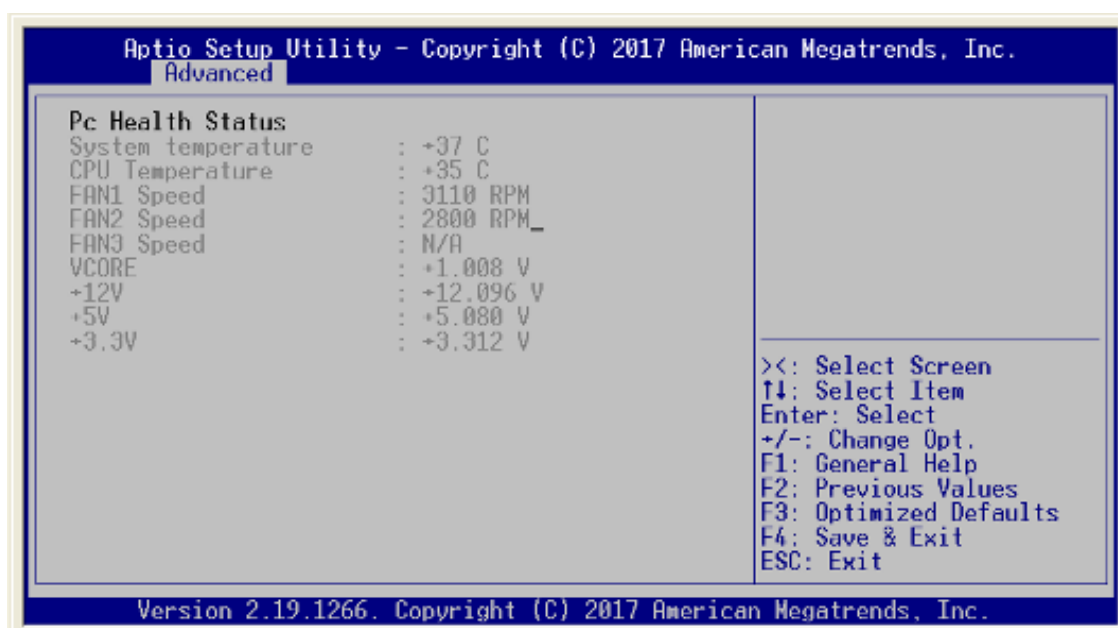 Aptio Setup Utility - Copyright (C) 2017 American Megatrends, Inc.
Advanced
Pc Health Status
System temperature : +37 C
CPU Temperature : +35 C
FAN1 Speed : 3110 RPM
FAN2 Speed : 2800 RPM_
FAN3 Speed : N/A
VCORE : +1.008 V
+12V : +12.096 V
+5V : +5.080 V
+3.3V : +3.312 V
><: Select Screen
↑↓: Select Item
Enter: Select
+/-: Change Opt.
F1: General Help
F2: Previous Values
F3: Optimized Defaults
F4: Save & Exit
ESC: Exit
Version 2.19.1266. Copyright (C) 2017 American Megatrends, Inc.